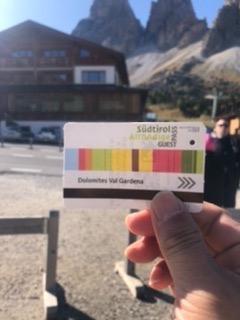 Südtirol
Alto Adige
GUEST
PASS
Dolomites Val Gardena